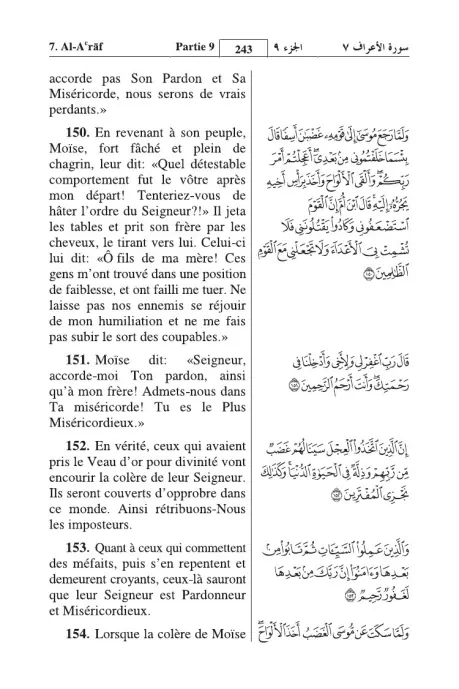 7. Al-Aᶜrāf Partie 9 243 الجزء ٩ سورة الأعراف ٧
accorde pas Son Pardon et Sa
Miséricorde, nous serons de vrais
perdants.»
150. En revenant à son peuple,
Moïse, fort fâché et plein de
chagrin, leur dit: «Quel détestable
comportement fut le vôtre après
mon départ! Tenteriez-vous de
hâter l'ordre du Seigneur?!» Il jeta
les tables et prit son frère par les
cheveux, le tirant vers lui. Celui-ci
lui dit: «Ô fils de ma mère! Ces
gens m'ont trouvé dans une position
de faiblesse, et ont failli me tuer. Ne
laisse pas nos ennemis se réjouir
de mon humiliation et ne me fais
pas subir le sort des coupables.»
وَلَمَّا رَجَعَ مُوسَىٰٓ إِلَىٰ قَوْمِهِۦ غَضْبَٰنَ أَسِفًا قَالَ
بِئْسَمَا خَلَفْتُمُونِى مِنۢ بَعْدِىٓ أَعَجِلْتُمْ أَمْرَ
رَبِّكُمْ وَأَلْقَى ٱلْأَلْوَاحَ وَأَخَذَ بِرَأْسِ أَخِيهِ
يَجُرُّهُۥٓ إِلَيْهِ قَالَ ٱبْنَ أُمَّ إِنَّ ٱلْقَوْمَ
ٱسْتَضْعَفُونِى وَكَادُوا۟ يَقْتُلُونَنِى فَلَا
تُشْمِتْ بِىَ ٱلْأَعْدَآءَ وَلَا تَجْعَلْنِى مَعَ ٱلْقَوْمِ
ٱلظَّٰلِمِينَ ١٥٠
151. Moïse dit: «Seigneur,
accorde-moi Ton pardon, ainsi
qu'à mon frère! Admets-nous dans
Ta miséricorde! Tu es le Plus
Miséricordieux.»
قَالَ رَبِّ ٱغْفِرْ لِى وَلِأَخِى وَأَدْخِلْنَا فِى
رَحْمَتِكَ وَأَنتَ أَرْحَمُ ٱلرَّٰحِمِينَ ١٥١
152. En vérité, ceux qui avaient
pris le Veau d'or pour divinité vont
encourir la colère de leur Seigneur.
Ils seront couverts d'opprobre dans
ce monde. Ainsi rétribuons-Nous
les imposteurs.
إِنَّ ٱلَّذِينَ ٱتَّخَذُوا۟ ٱلْعِجْلَ سَيَنَالُهُمْ غَضَبٌ
مِّن رَّبِّهِمْ وَذِلَّةٌ فِى ٱلْحَيَوٰةِ ٱلدُّنْيَا وَكَذَٰلِكَ
نَجْزِى ٱلْمُفْتَرِينَ ١٥٢
153. Quant à ceux qui commettent
des méfaits, puis s'en repentent et
demeurent croyants, ceux-là sauront
que leur Seigneur est Pardonneur
et Miséricordieux.
وَٱلَّذِينَ عَمِلُوا۟ ٱلسَّيِّـَٔاتِ ثُمَّ تَابُوا۟ مِنۢ
بَعْدِهَا وَءَامَنُوٓا۟ إِنَّ رَبَّكَ مِنۢ بَعْدِهَا
لَغَفُورٌ رَّحِيمٌ ١٥٣
154. Lorsque la colère de Moïse
وَلَمَّا سَكَتَ عَن مُّوسَى ٱلْغَضَبُ أَخَذَ ٱلْأَلْوَاحَ